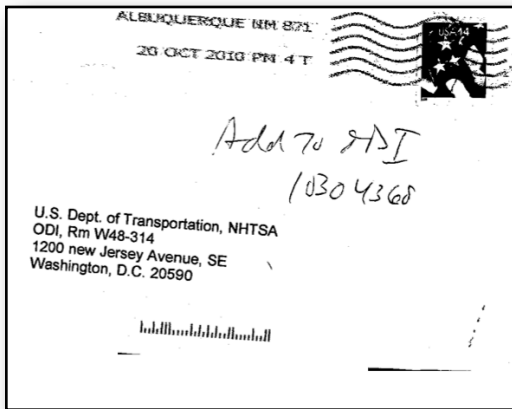 ALBUQUERQUE NM 871
20 OCT 2010 PM 4 T
USA 44
Add To
10304368
U.S. Dept. of Transportation, NHTSA
ODI, Rm W48-314
1200 new Jersey Avenue, SE
Washington, D.C. 20590